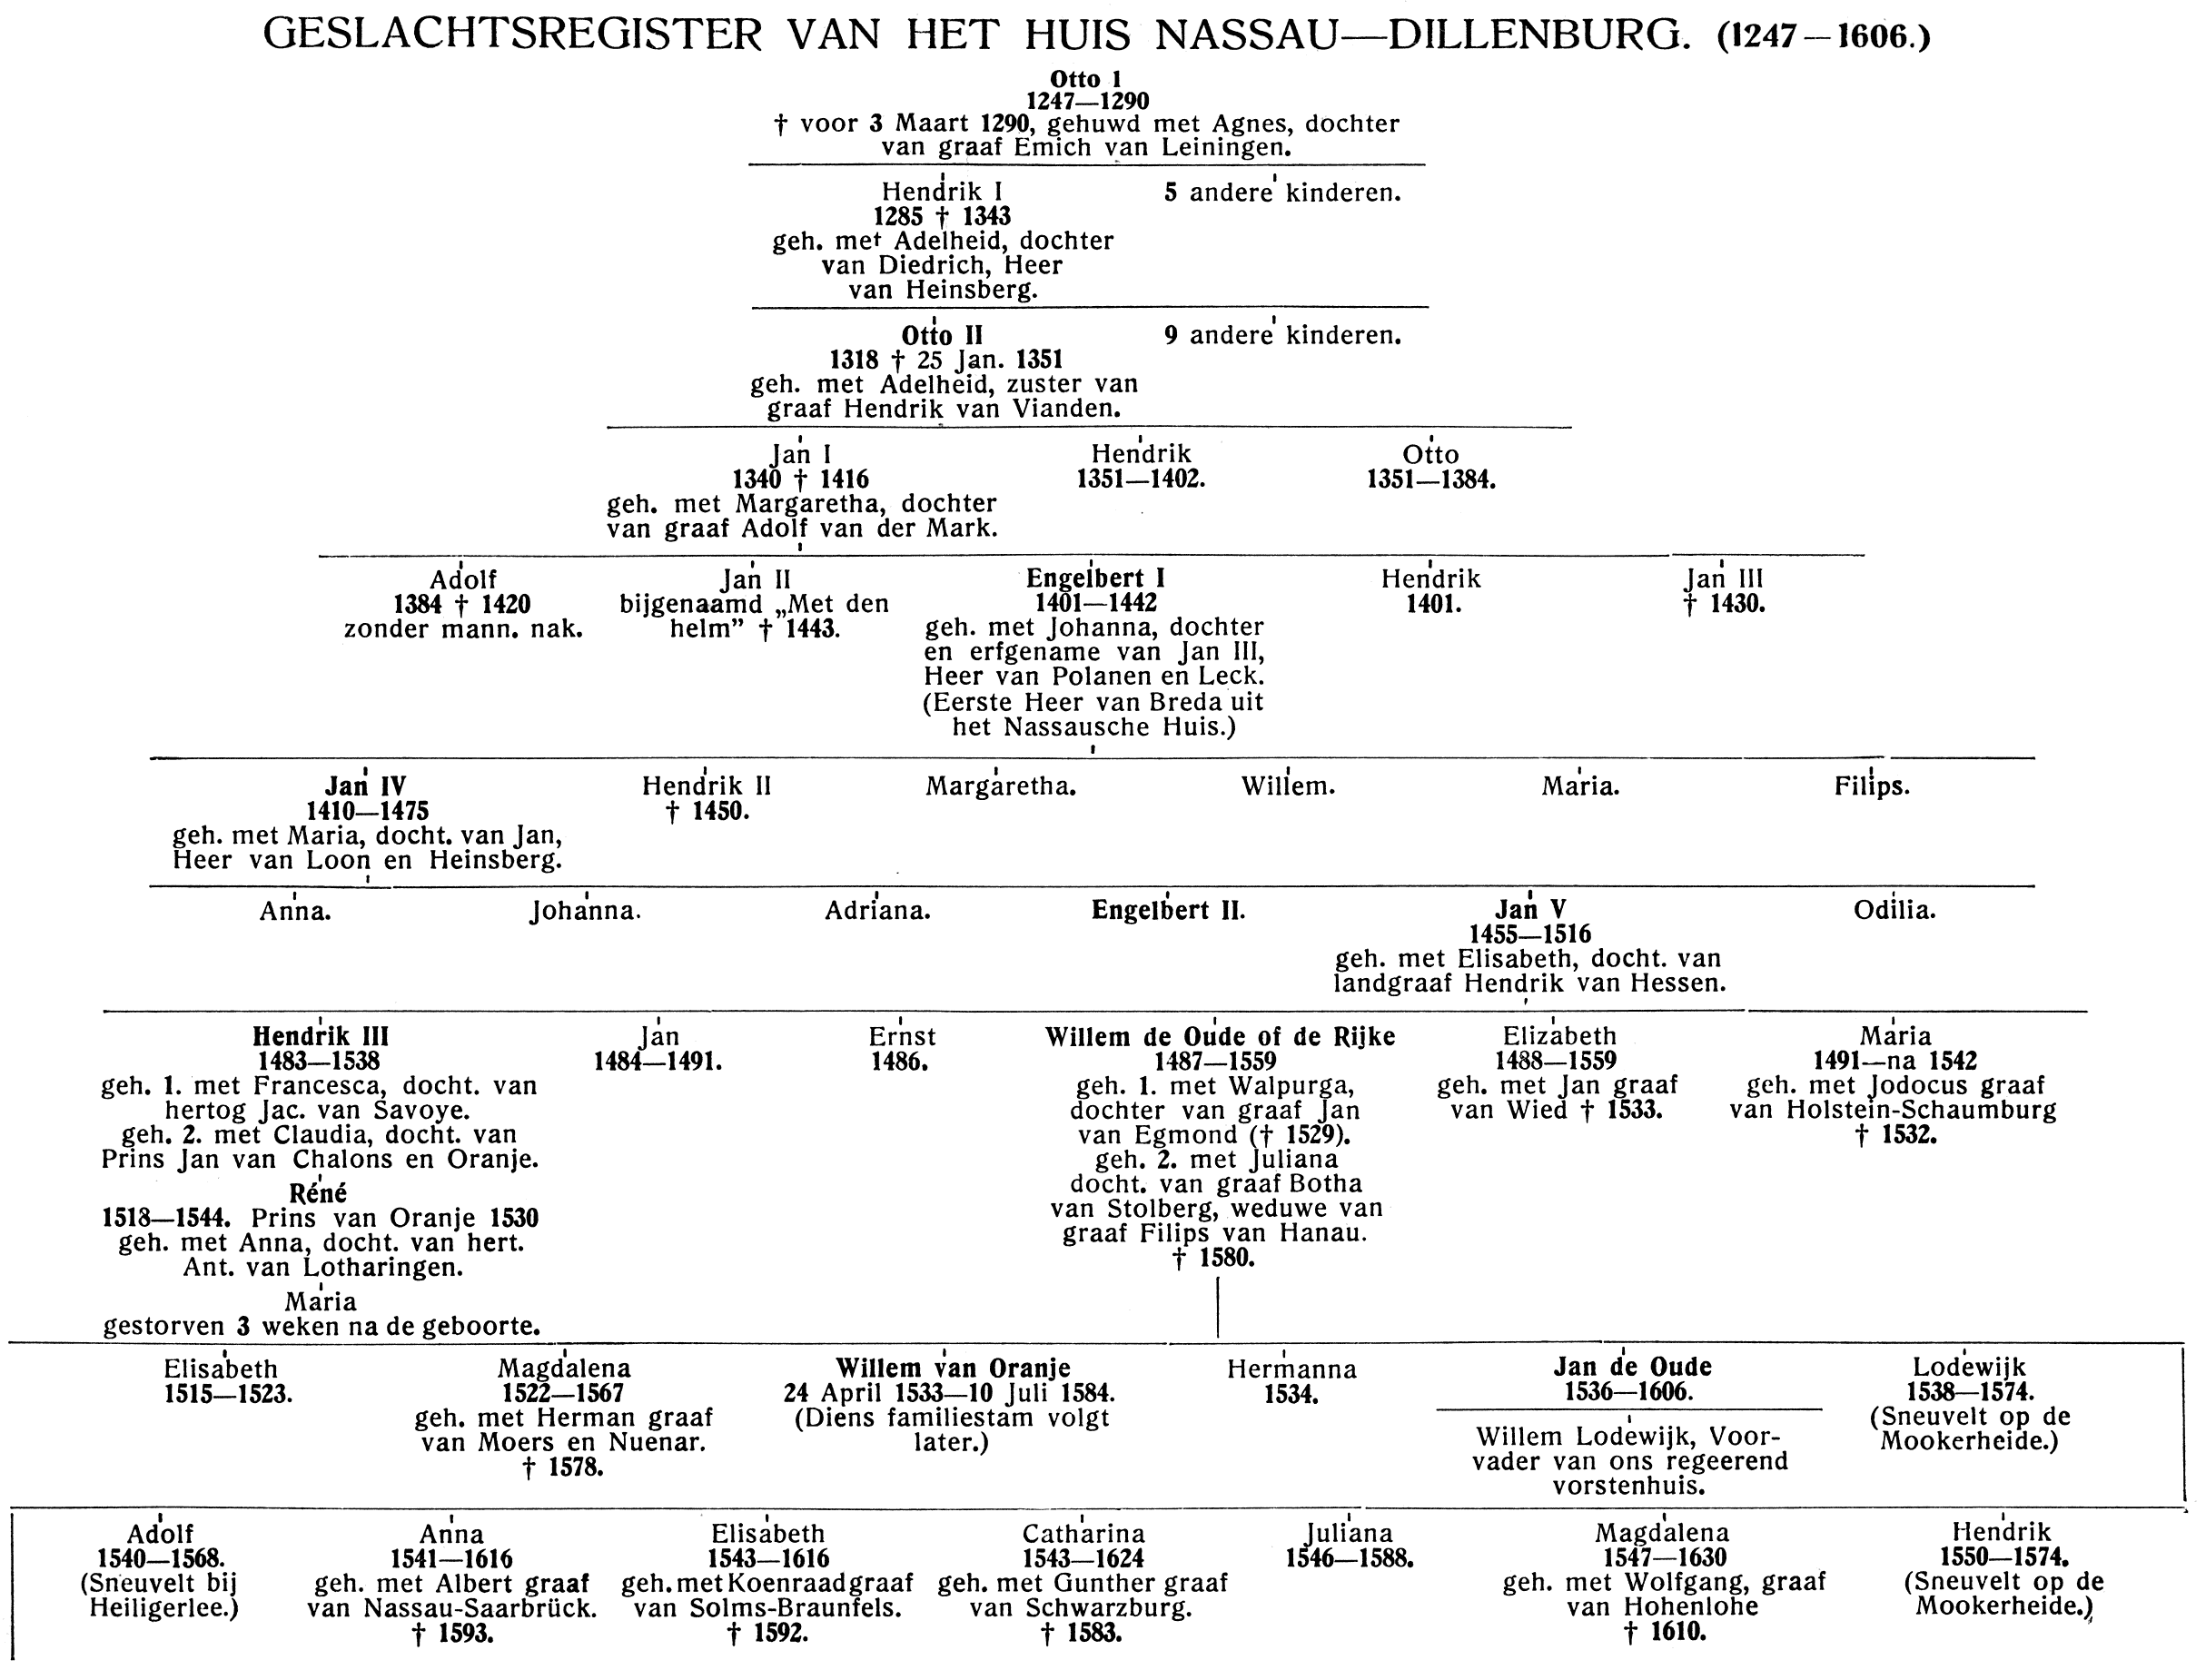 GESLACHTSREGISTER VAN HET HUIS NASSAU—DILLENBURG. (1247—1606.)
Otto I
1247—1290
† voor 3 Maart 1290, gehuwd met Agnes, dochter
van graaf Emich van Leiningen.
Hendrik I
1285 † 1343
geh. met Adelheid, dochter
van Diedrich, Heer
van Heinsberg.
5 andere kinderen.
Otto II
1318 † 25 Jan. 1351
geh. met Adelheid, zuster van
graaf Hendrik van Vianden.
9 andere kinderen.
Jan I
1340 † 1416
geh. met Margaretha, dochter
van graaf Adolf van der Mark.
Hendrik
1351—1402.
Otto
1351—1384.
Adolf
1384 † 1420
zonder mann. nak.
Jan II
bijgenaamd „Met den
helm” † 1443.
Engelbert I
1401—1442
geh. met Johanna, dochter
en erfgename van Jan III,
Heer van Polanen en Leck.
(Eerste Heer van Breda uit
het Nassausche Huis.)
Hendrik
1401.
Jan III
† 1430.
Jan IV
1410—1475
geh. met Maria, docht. van Jan,
Heer van Loon en Heinsberg.
Hendrik II
† 1450.
Margaretha.
Willem.
Maria.
Filips.
Anna.
Johanna.
Adriana.
Engelbert II.
Jan V
1455—1516
geh. met Elisabeth, docht. van
landgraaf Hendrik van Hessen.
Odilia.
Hendrik III
1483—1538
geh. 1. met Francesca, docht. van
hertog Jac. van Savoye.
geh. 2. met Claudia, docht. van
Prins Jan van Chalons en Oranje.
Réné
1518—1544. Prins van Oranje 1530
geh. met Anna, docht. van hert.
Ant. van Lotharingen.
Maria
gestorven 3 weken na de geboorte.
Jan
1484—1491.
Ernst
1486.
Willem de Oude of de Rijke
1487—1559
geh. 1. met Walpurga,
dochter van graaf Jan
van Egmond († 1529).
geh. 2. met Juliana
docht. van graaf Botha
van Stolberg, weduwe van
graaf Filips van Hanau.
† 1580.
Elizabeth
1488—1559
geh. met Jan graaf
van Wied † 1533.
Maria
1491—na 1542
geh. met Jodocus graaf
van Holstein-Schaumburg
† 1532.
Elisabeth
1515—1523.
Magdalena
1522—1567
geh. met Herman graaf
van Moers en Nuenar.
† 1578.
Willem van Oranje
24 April 1533—10 Juli 1584.
(Diens familiestam volgt
later.)
Hermanna
1534.
Jan de Oude
1536—1606.
Willem Lodewijk, Voor-
vader van ons regeerend
vorstenhuis.
Lodewijk
1538—1574.
(Sneuvelt op de
Mookerheide.)
Adolf
1540—1568.
(Sneuvelt bij
Heiligerlee.)
Anna
1541—1616
geh. met Albert graaf
van Nassau-Saarbrück.
† 1593.
Elisabeth
1543—1616
geh. met Koenraad graaf
van Solms-Braunfels.
† 1592.
Catharina
1543—1624
geh. met Gunther graaf
van Schwarzburg.
† 1583.
Juliana
1546—1588.
Magdalena
1547—1630
geh. met Wolfgang, graaf
van Hohenlohe
† 1610.
Hendrik
1550—1574.
(Sneuvelt op de
Mookerheide.)